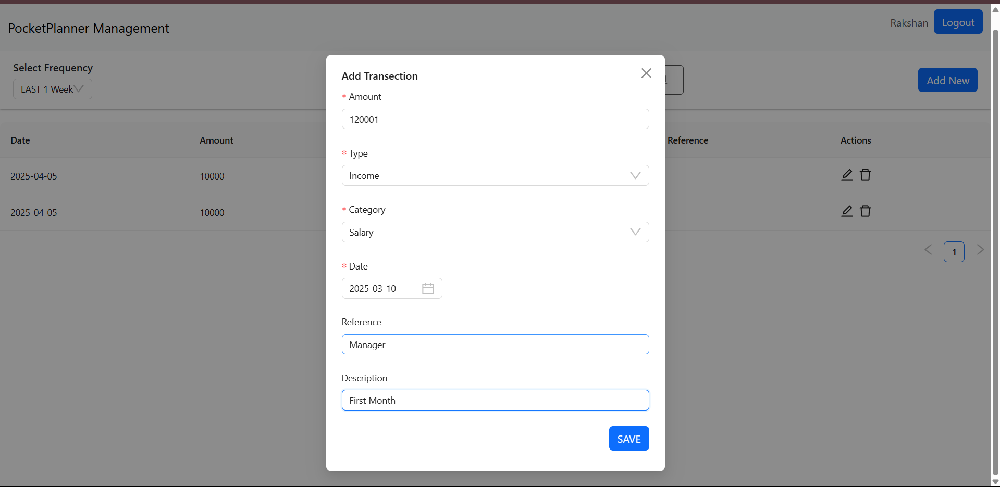 PocketPlanner Management
Rakshan
Logout
Select Frequency
LAST 1 Week
Add New
Date
Amount
Reference
Actions
2025-04-05
10000
2025-04-05
10000
1
Add Transection
* Amount
120001
* Type
Income
* Category
Salary
* Date
2025-03-10
Reference
Manager
Description
First Month
SAVE